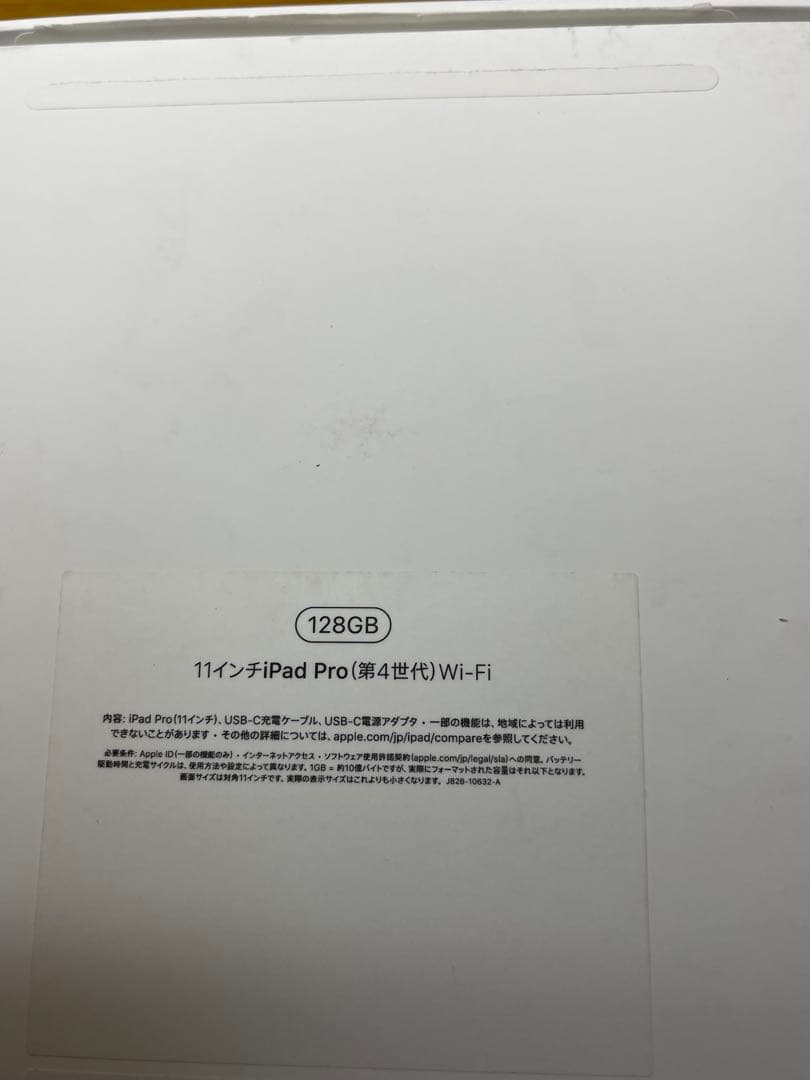 128GB
11インチiPad Pro(第4世代)Wi-Fi
内容: iPad Pro(11インチ)、USB-C充電ケーブル、USB-C電源アダプタ・一部の機能は、地域によっては利用
できないことがあります・その他の詳細については、apple.com/jp/ipad/compareを参照してください。
必要条件: Apple ID(一部の機能のみ)・インターネットアクセス・ソフトウェア使用許諾契約(apple.com/jp/legal/sla)への同意。バッテリー
駆動時間と充電サイクルは、使用方法や設定によって異なります。1GB = 約10億バイトですが、実際にフォーマットされた容量はそれ以下となります。
画面サイズは対角11インチです。実際の表示サイズはこれよりも小さくなります。J826-10632-A